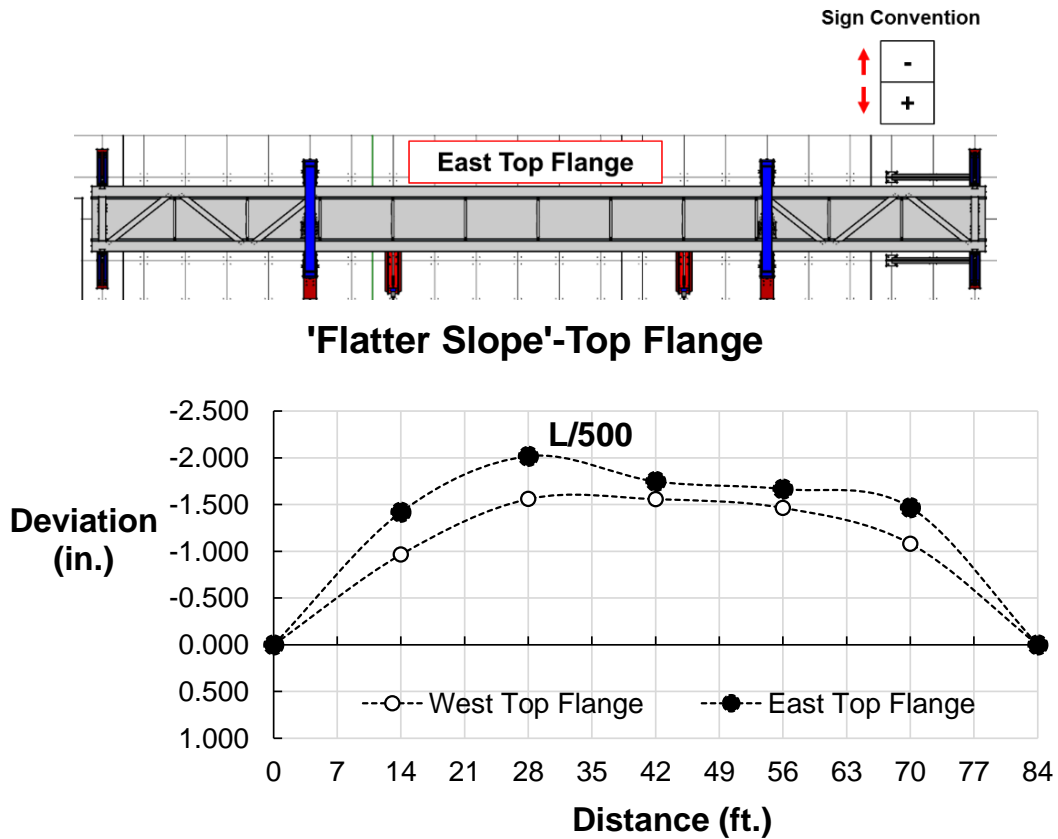 Sign Convention
-
+
East Top Flange
'Flatter Slope'-Top Flange
-2.500
-2.000
-1.500
-1.000
-0.500
0.000
0.500
1.000
Deviation
(in.)
L/500
West Top Flange
East Top Flange
0 7 14 21 28 35 42 49 56 63 70 77 84
Distance (ft.)